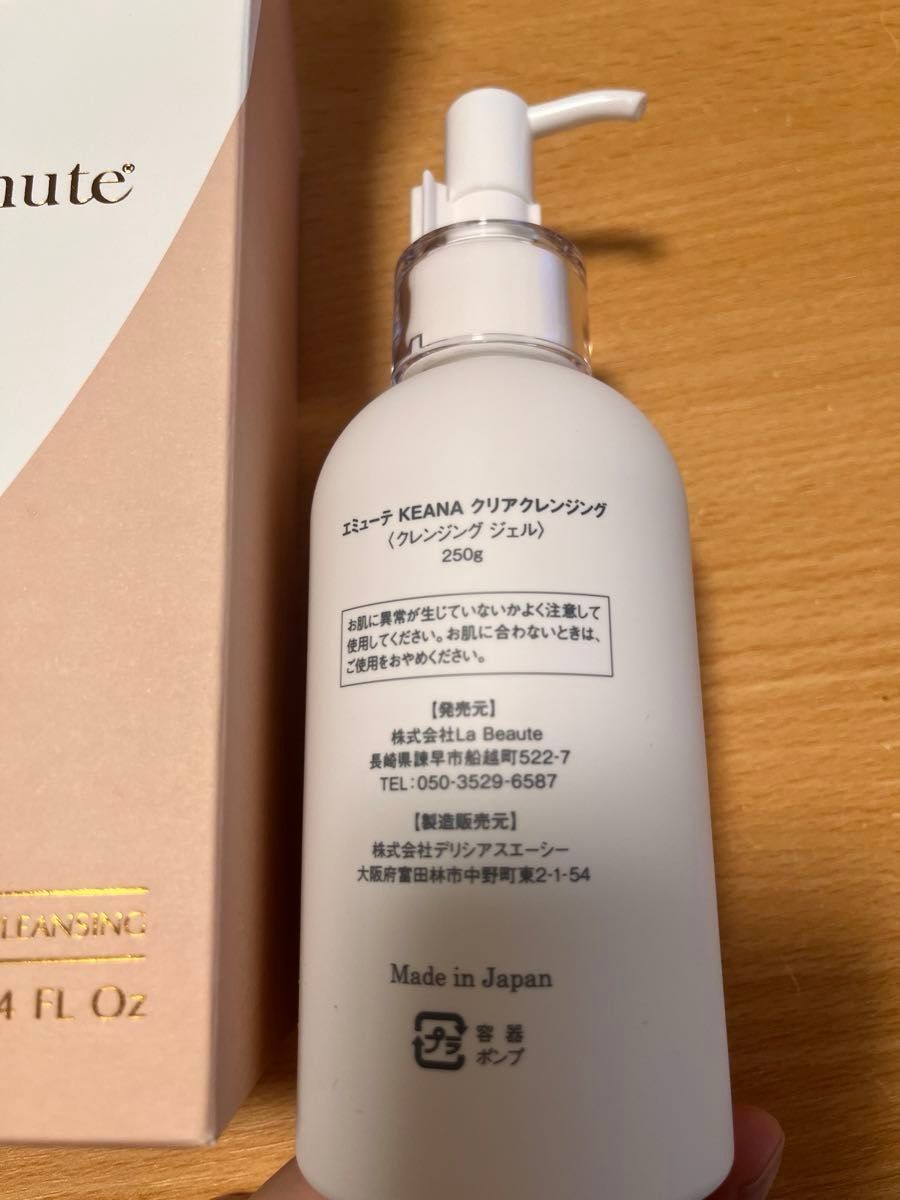 エミューテ KEANA クリアクレンジング
〈クレンジング ジェル〉
250g
お肌に異常が生じていないかよく注意して
使用してください。お肌に合わないときは、
ご使用をおやめください。
【発売元】
株式会社La Beaute
長崎県諫早市船越町522-7
TEL:050-3529-6587
【製造販売元】
株式会社デリシアスエーシー
大阪府富田林市中野町東2-1-54
Made in Japan
プラ
容器
ポンプ
mute®
LEANSING
4 FL Oz